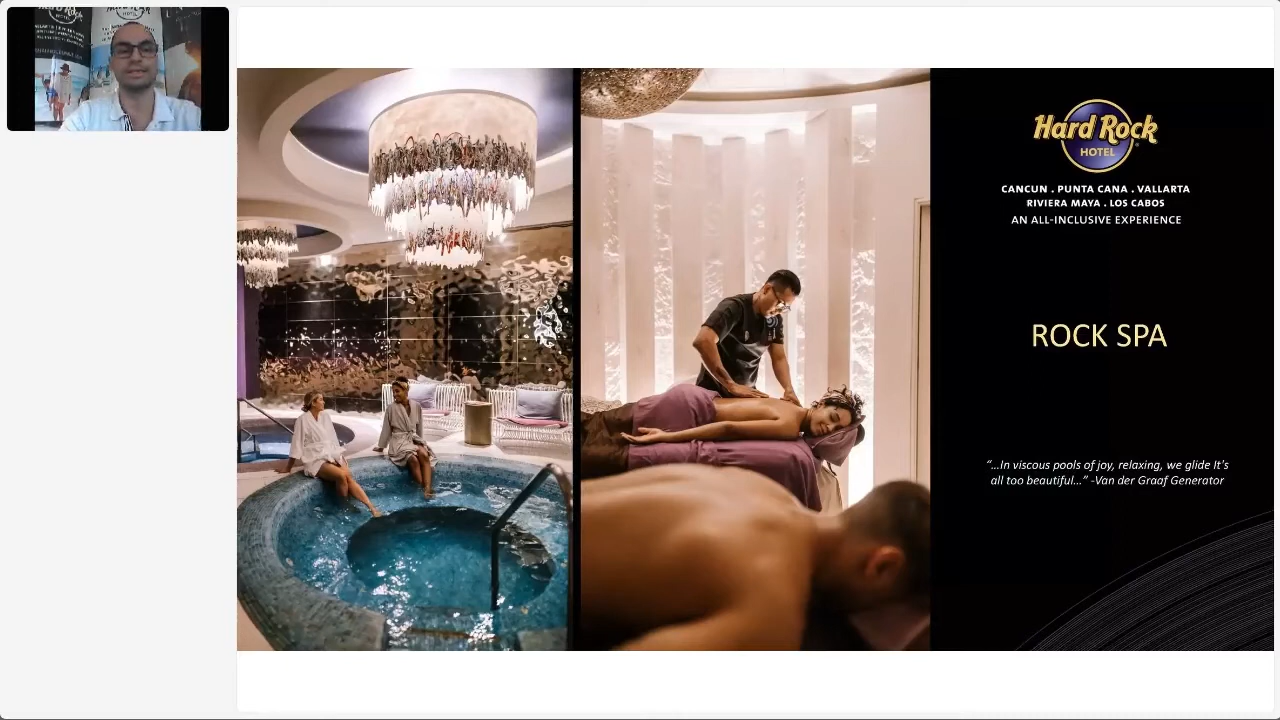 Hard Rock
HOTEL
CANCUN . PUNTA CANA . VALLARTA
RIVIERA MAYA . LOS CABOS
AN ALL-INCLUSIVE EXPERIENCE
ROCK SPA
“...In viscous pools of joy, relaxing, we glide It's
all too beautiful...” -Van der Graaf Generator